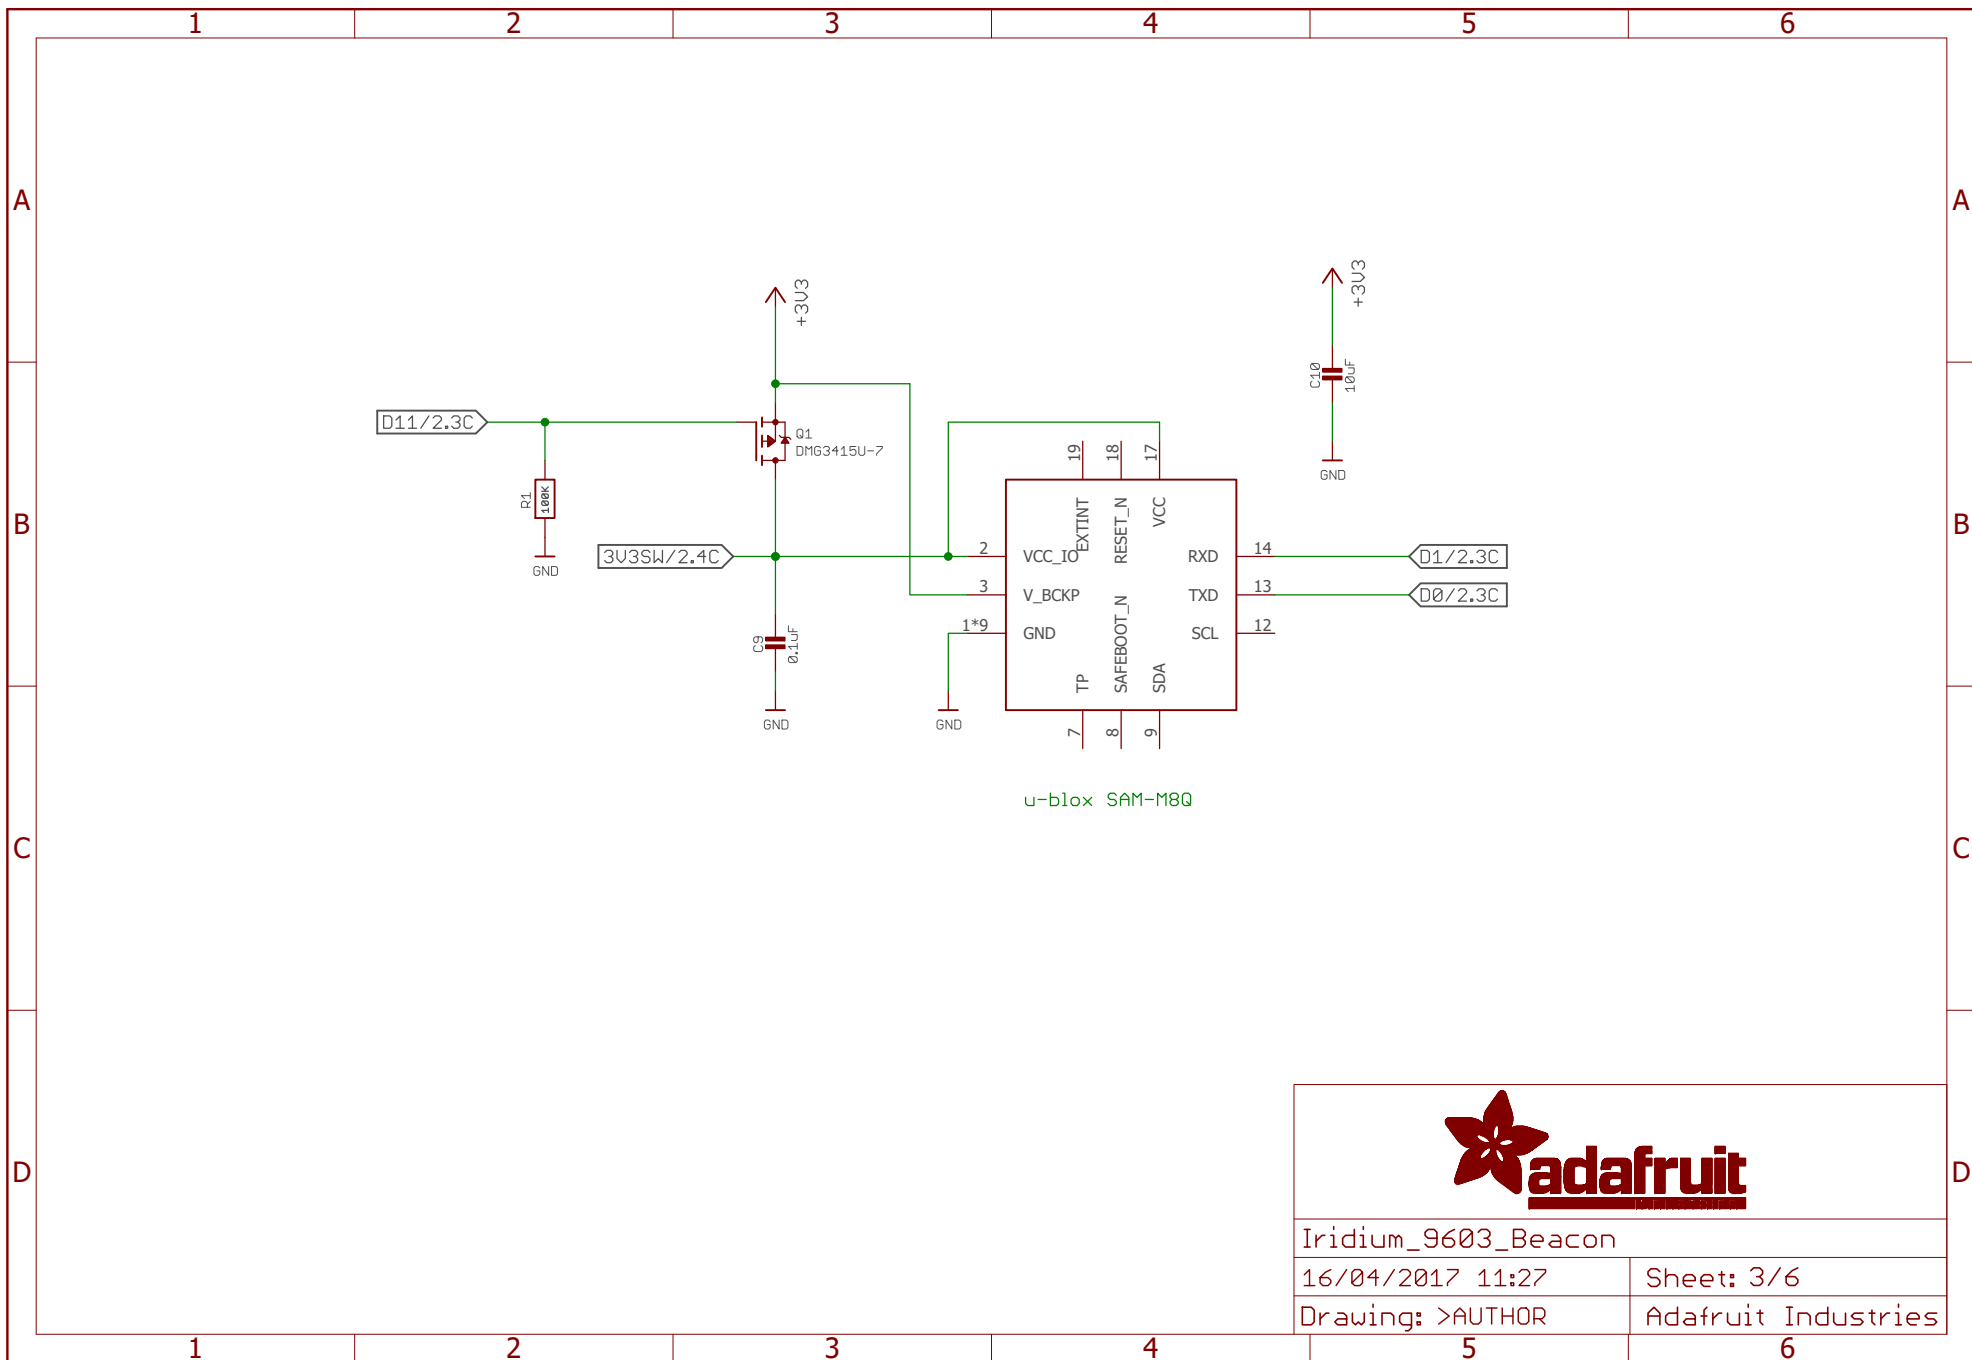 1 2 3 4 5 6
A A
+3V3
+3V3
C10
10uF
GND
D11/2.3C
Q1
DMG3415U-7
R1
100K
GND
19 18 17
EXTINT
RESET_N
VCC
B B
3V3SW/2.4C
2 VCC_IO
RXD 14
D1/2.3C
3 V_BCKP
TXD 13
D0/2.3C
1*9 GND
SCL 12
C9
0.1uF
GND
GND
TP
SAFEBOOT_N
SDA
7 8 9
u-blox SAM-M8Q
C C
D D
adafruit
Iridium_9603_Beacon
16/04/2017 11:27
Sheet: 3/6
Drawing: >AUTHOR
Adafruit Industries
1 2 3 4 5 6